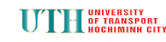 UTH UNIVERSITY
OF TRANSPORT
HOCHIMINH CITY